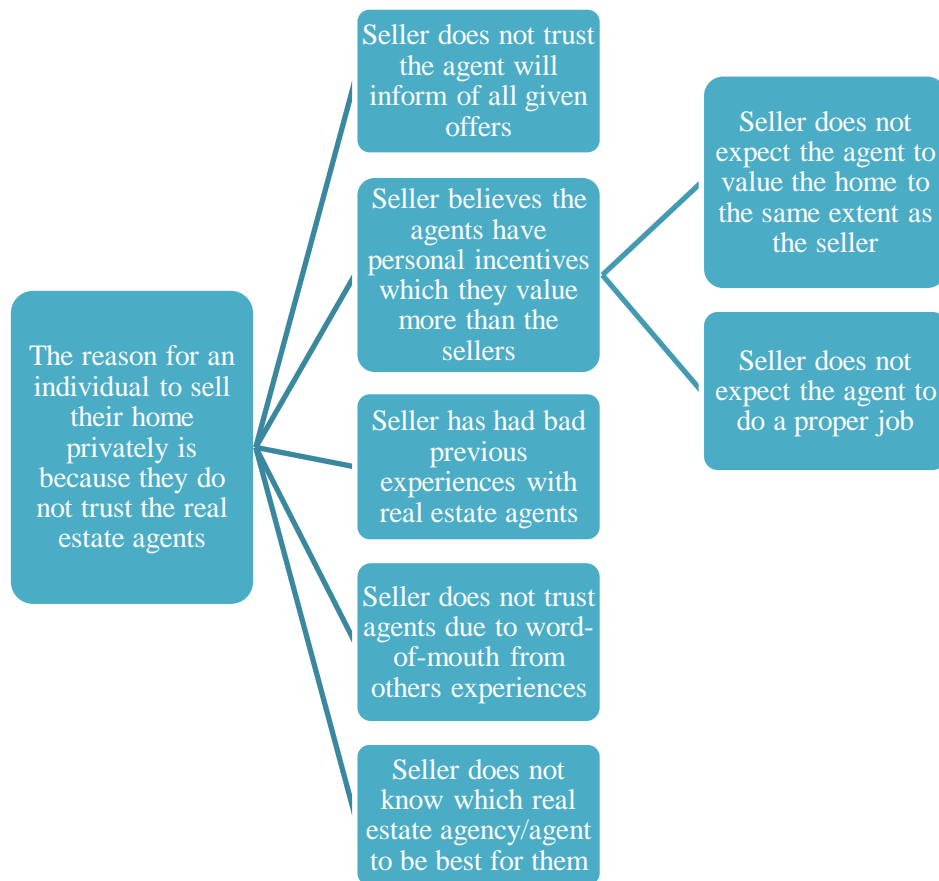 The reason for an
individual to sell
their home
privately is
because they do
not trust the real
estate agents
Seller does not trust
the agent will
inform of all given
offers
Seller believes the
agents have
personal incentives
which they value
more than the
sellers
Seller has had bad
previous
experiences with
real estate agents
Seller does not trust
agents due to word-
of-mouth from
others experiences
Seller does not
know which real
estate agency/agent
to be best for them
Seller does not
expect the agent to
value the home to
the same extent as
the seller
Seller does not
expect the agent to
do a proper job